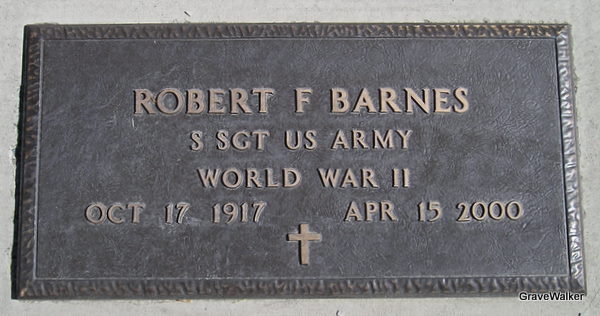 ROBERT F BARNES
S SGT US ARMY
WORLD WAR II
OCT 17 1917 APR 15 2000
GraveWalker